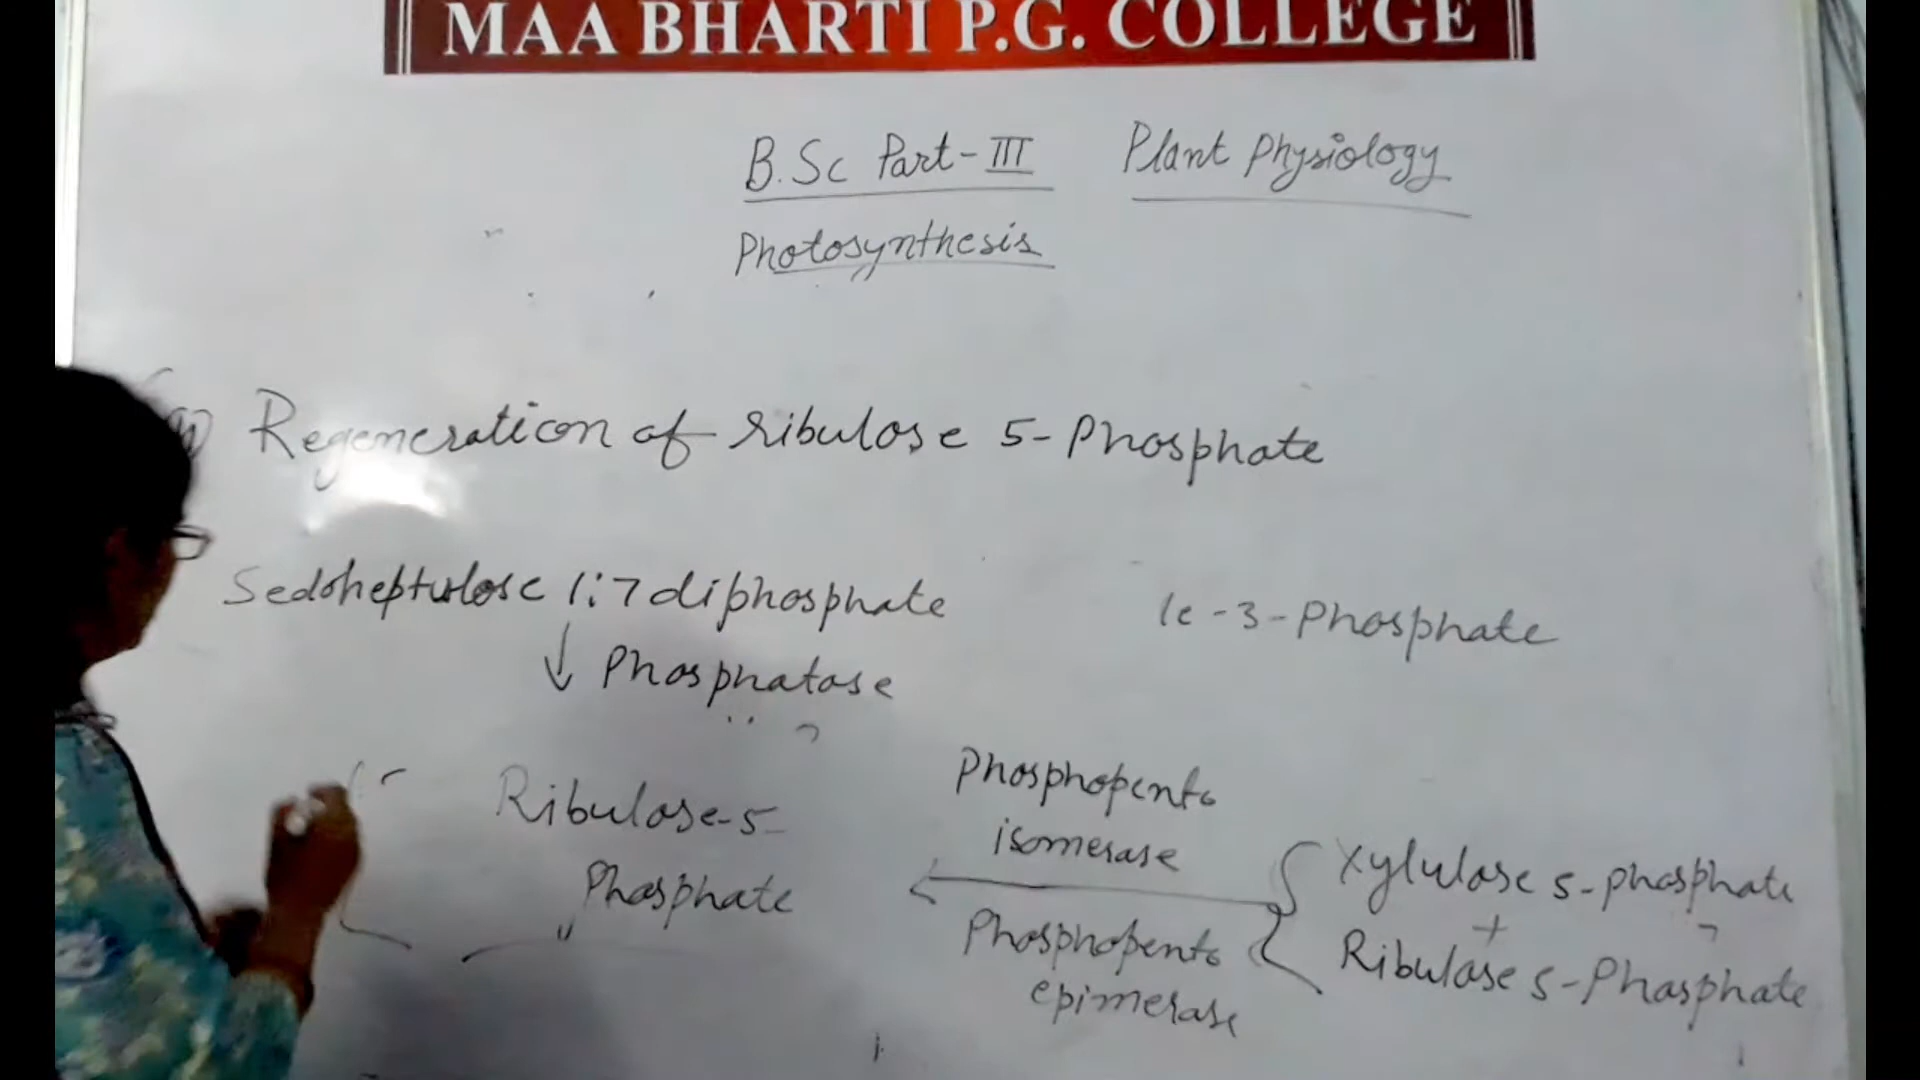 MAA BHARTI P.G. COLLEGE
B.Sc Part-III Plant Physiology
Photosynthesis
Regeneration of ribulose 5-Phosphate
Sedoheptulose 1:7 diphosphate
le-3-Phosphate
↓ Phosphatase
Phosphopento
isomerase
Ribulose-5-
Phosphate
Xylulose 5-phosphate
+
Ribulose 5-Phosphate
Phosphopento
epimerase